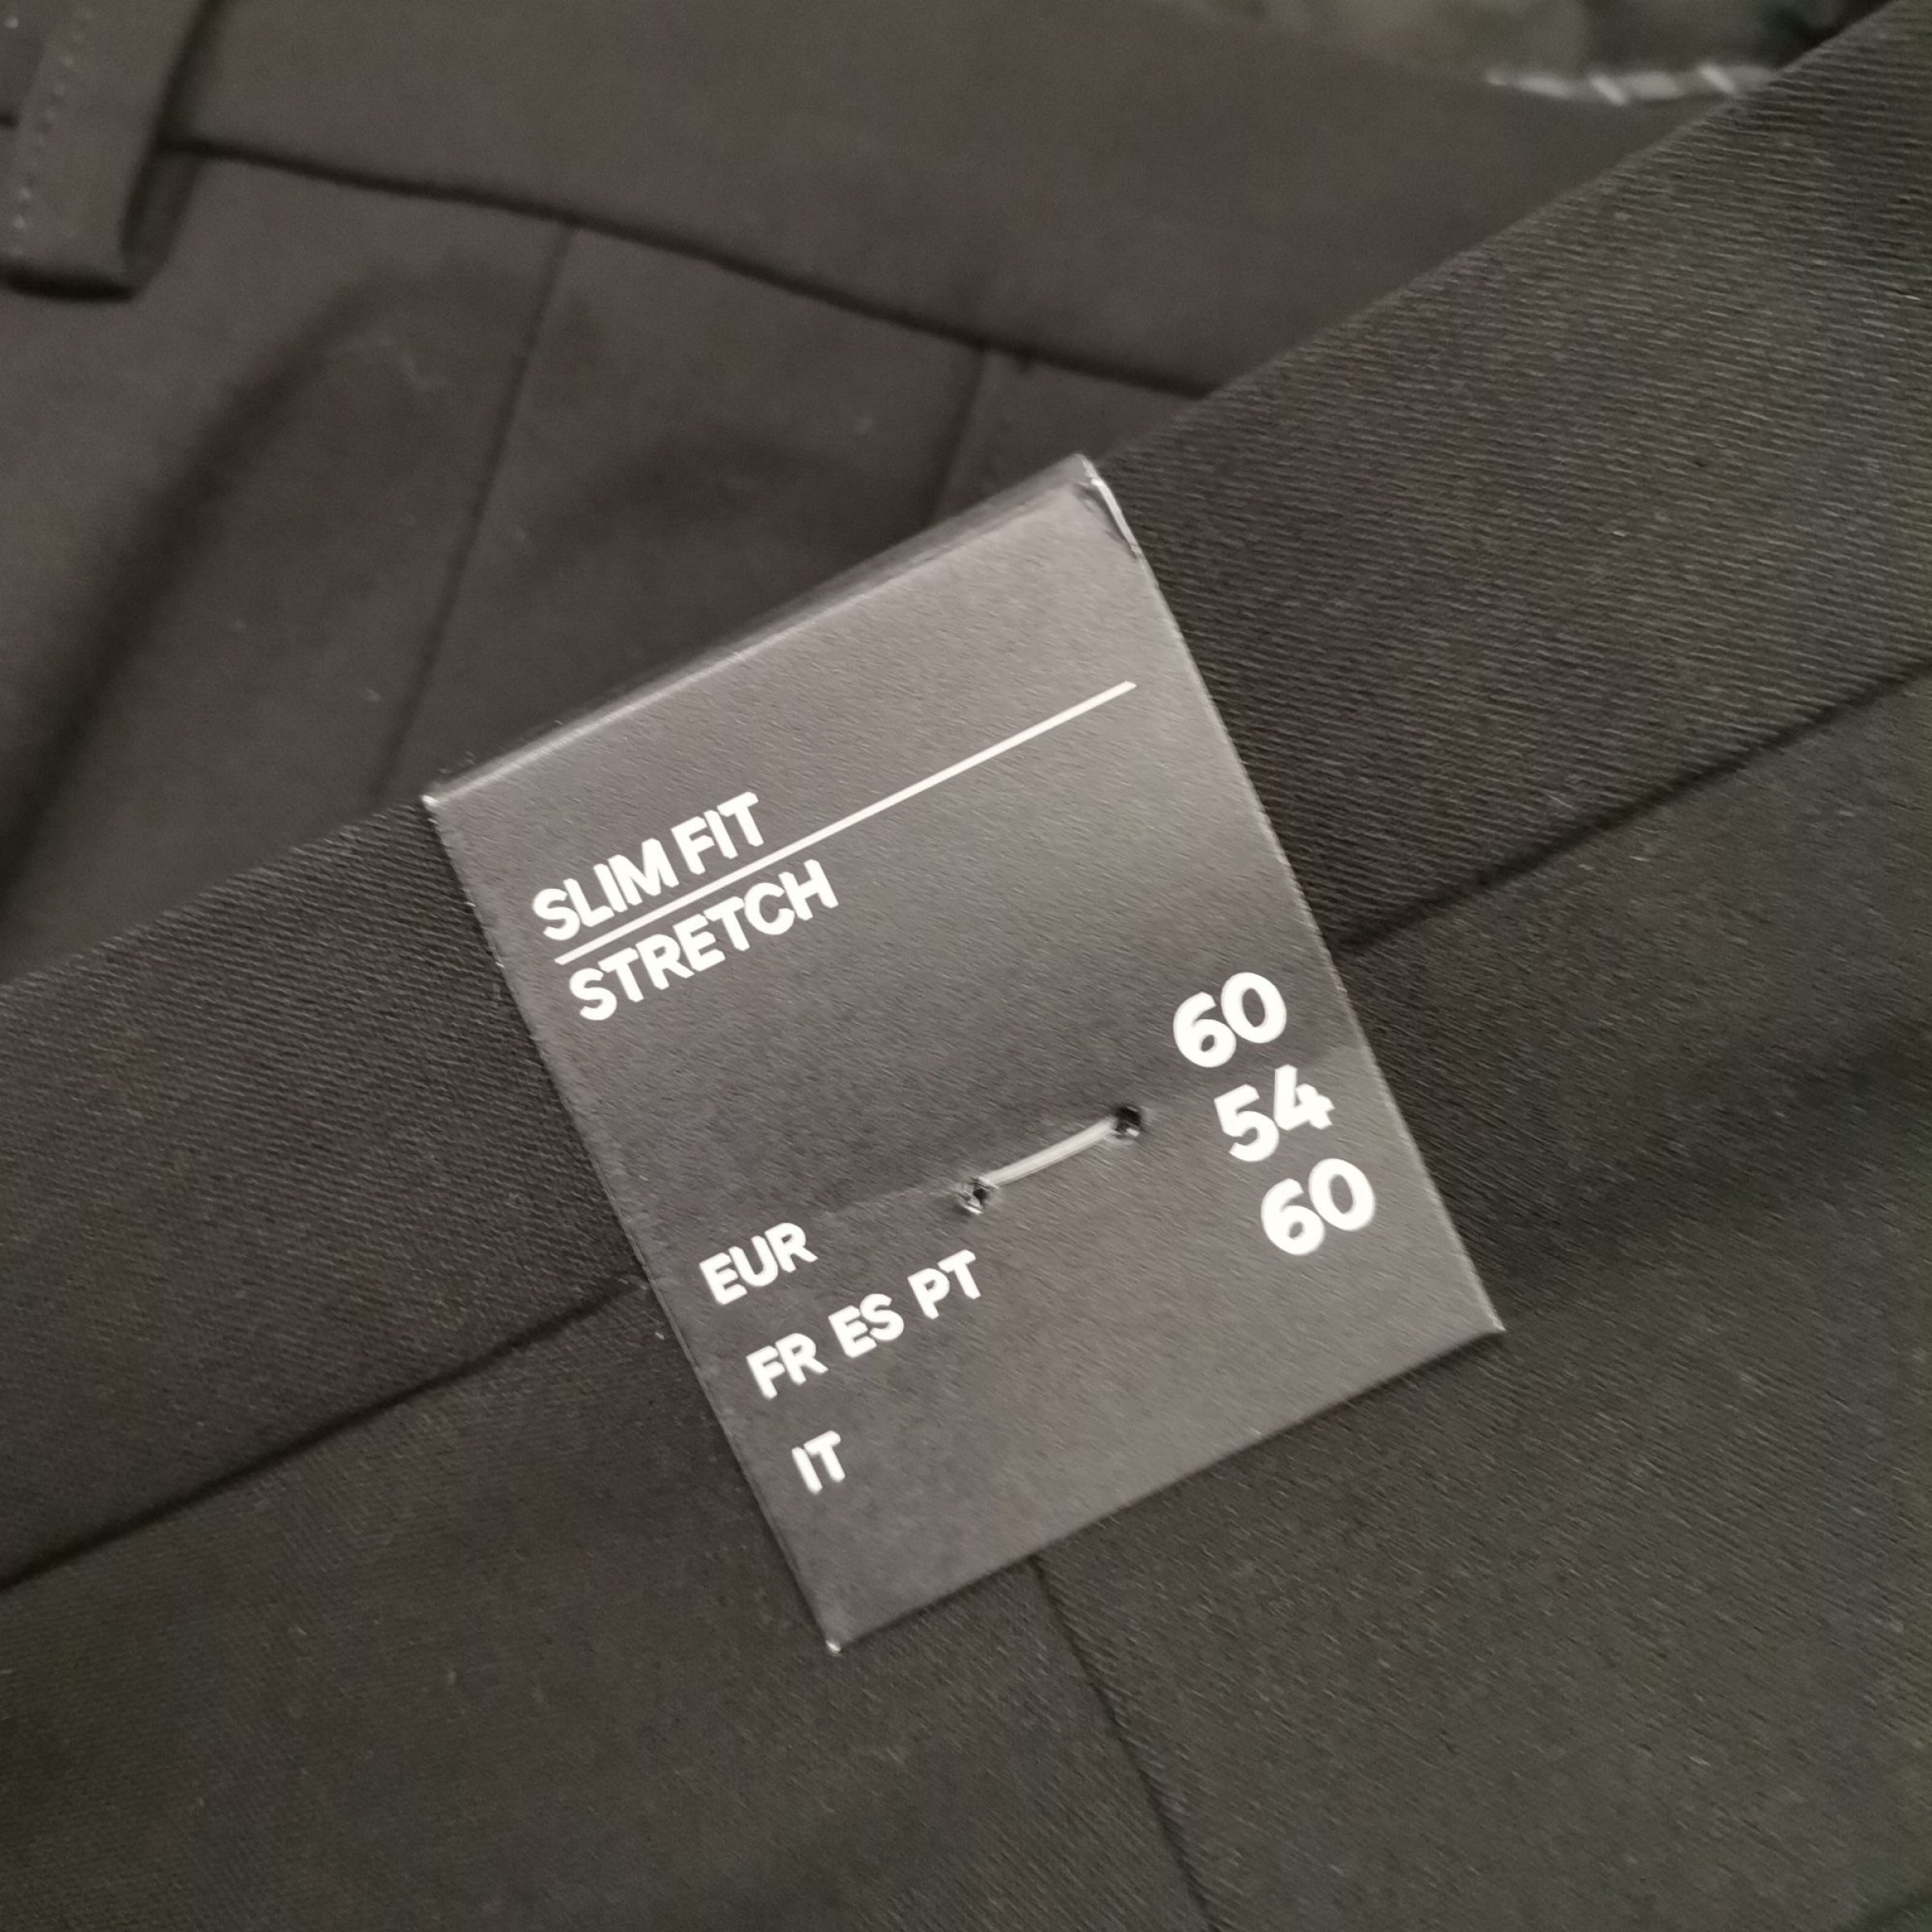 SLIM FIT
STRETCH
EUR 60
FR ES PT 54
IT 60